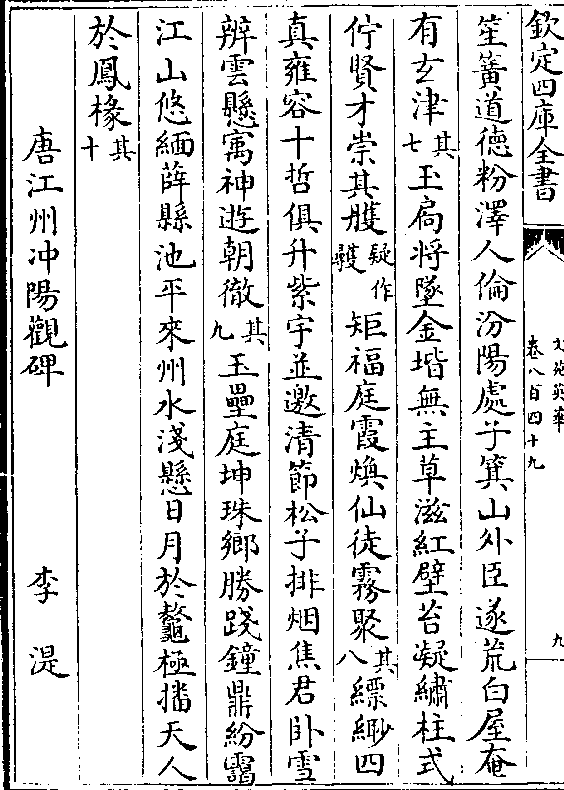 欽定四庫全書
文苑英華
卷八百四十九
九
笙簧道德粉澤人倫汾陽處子箕山外臣遂荒白屋奄
有玄津其七玉扃將墜金堦無主草滋紅壁苔凝繡柱式
佇賢才崇其雘疑作矱矩福庭霞煥仙徒霧聚其八縹緲四
真雍容十哲俱升紫宇並邀清節松子排烟焦君卧雪
辨雲懸寓神遊朝徹其九玉壘庭坤珠鄉勝踐鐘鼎紛靄
江山悠緬薛縣池平來州水淺懸日月於鼇極播天人
於鳳椽其十
唐江州冲陽觀碑 李湜